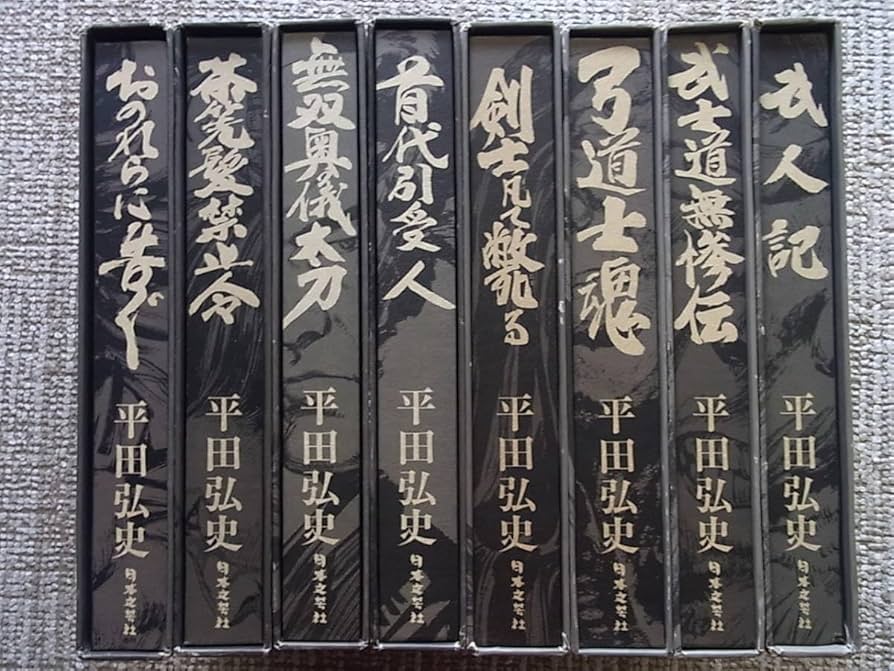 おのれらに告ぐ
平田弘史
日本文芸社
茶筅髪禁止令
平田弘史
日本文芸社
無双奥儀太刀
平田弘史
日本文芸社
首代引受人
平田弘史
日本文芸社
剣士凡て斃る
平田弘史
日本文芸社
弓道士魂
平田弘史
日本文芸社
武士道無惨伝
平田弘史
日本文芸社
武人記
平田弘史
日本文芸社